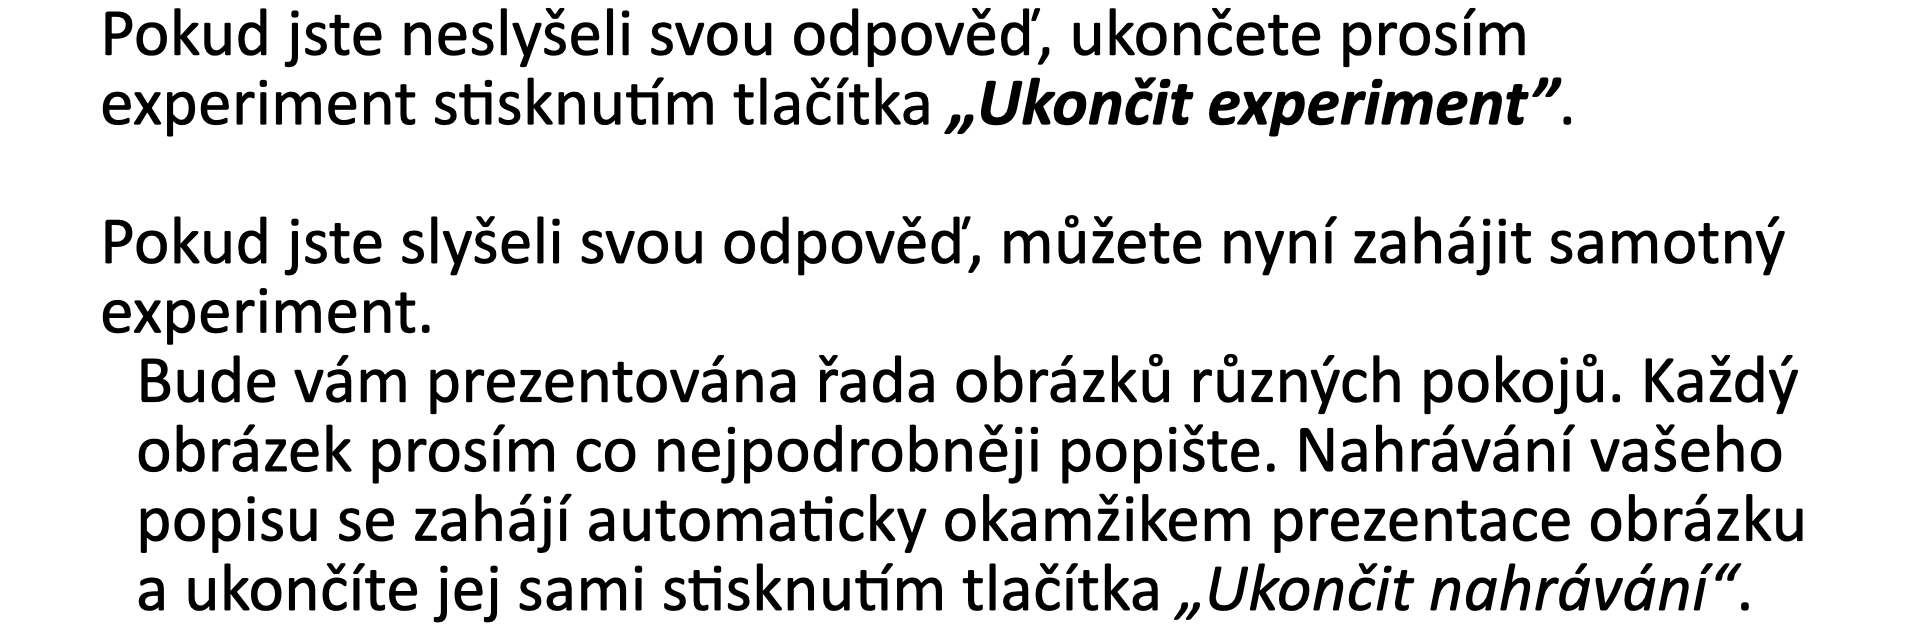 Pokud jste neslyšeli svou odpověď, ukončete prosím
experiment stisknutím tlačítka „Ukončit experiment”.
Pokud jste slyšeli svou odpověď, můžete nyní zahájit samotný
experiment.
Bude vám prezentována řada obrázků různých pokojů. Každý
obrázek prosím co nejpodrobněji popište. Nahrávání vašeho
popisu se zahájí automaticky okamžikem prezentace obrázku
a ukončíte jej sami stisknutím tlačítka „Ukončit nahrávání“.